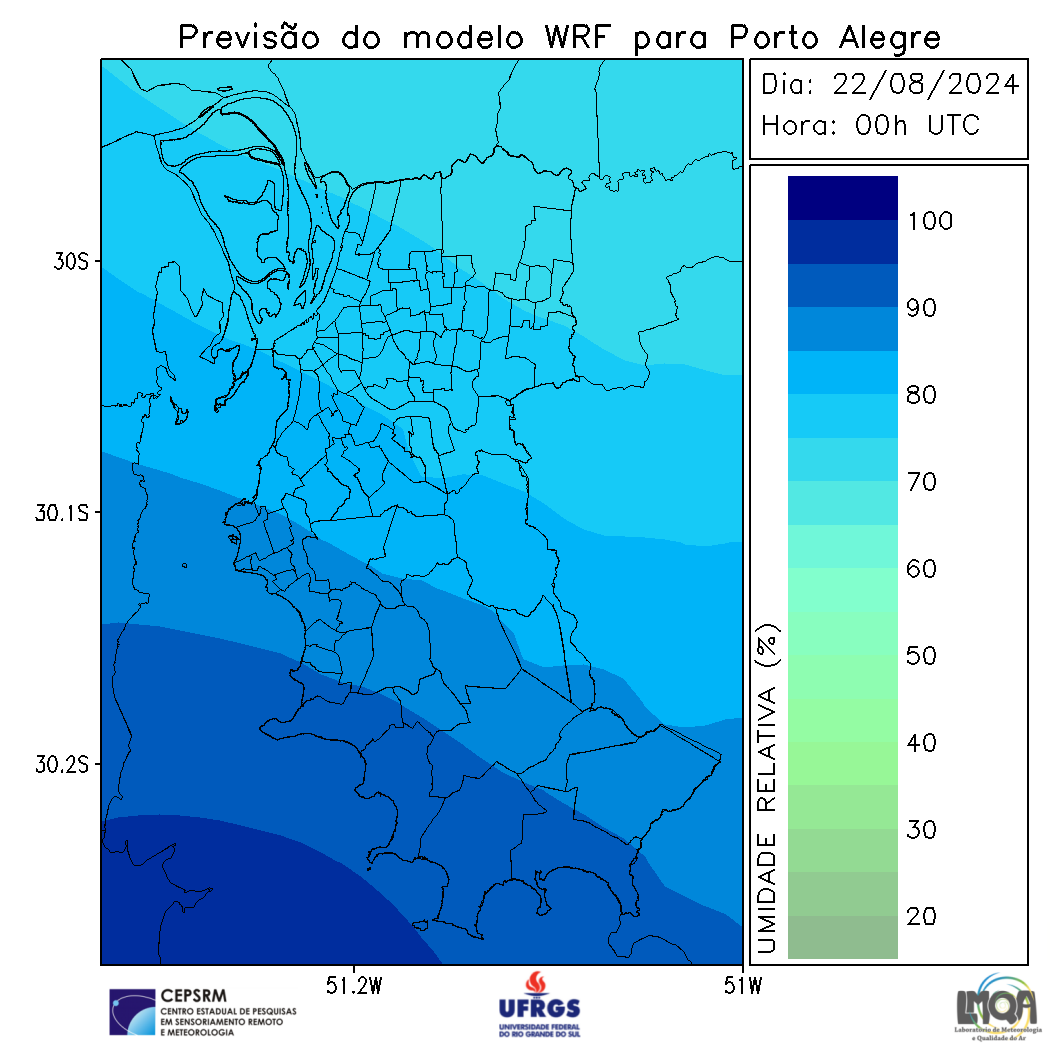 Previsão do modelo WRF para Porto Alegre
Dia: 22/08/2024
Hora: 00h UTC
100
90
80
70
60
50
40
30
20
UMIDADE RELATIVA (%)
30S
30.1S
30.2S
51.2W
51W
CEPSRM
CENTRO ESTADUAL DE PESQUISAS
EM SENSORIAMENTO REMOTO
E METEOROLOGIA
UFRGS
UNIVERSIDADE FEDERAL
DO RIO GRANDE DO SUL
LMQA
Laboratório de Meteorologia
e Qualidade do Ar